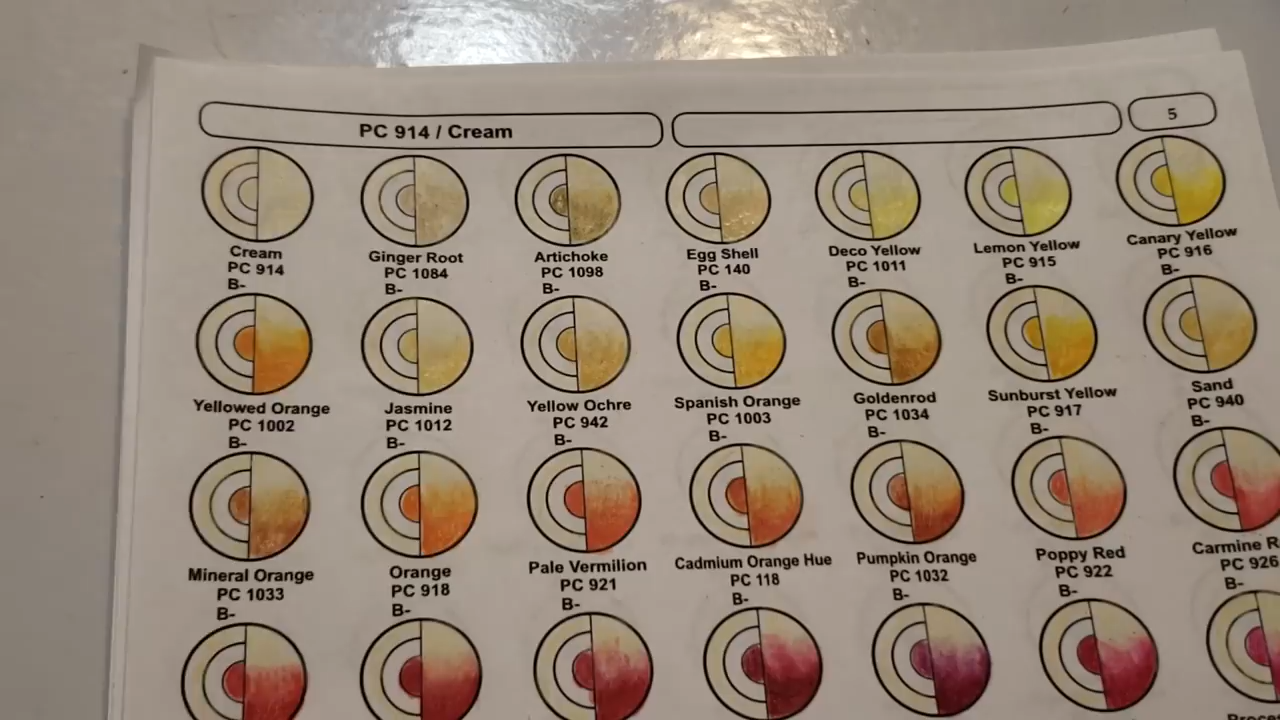 PC 914 / Cream
5
Cream
PC 914
B-
Ginger Root
PC 1084
B-
Artichoke
PC 1098
B-
Egg Shell
PC 140
B-
Deco Yellow
PC 1011
B-
Lemon Yellow
PC 915
B-
Canary Yellow
PC 916
B-
Yellowed Orange
PC 1002
B-
Jasmine
PC 1012
B-
Yellow Ochre
PC 942
B-
Spanish Orange
PC 1003
B-
Goldenrod
PC 1034
B-
Sunburst Yellow
PC 917
B-
Sand
PC 940
B-
Mineral Orange
PC 1033
B-
Orange
PC 918
B-
Pale Vermilion
PC 921
B-
Cadmium Orange Hue
PC 118
B-
Pumpkin Orange
PC 1032
B-
Poppy Red
PC 922
B-
Carmine R
PC 926
B-